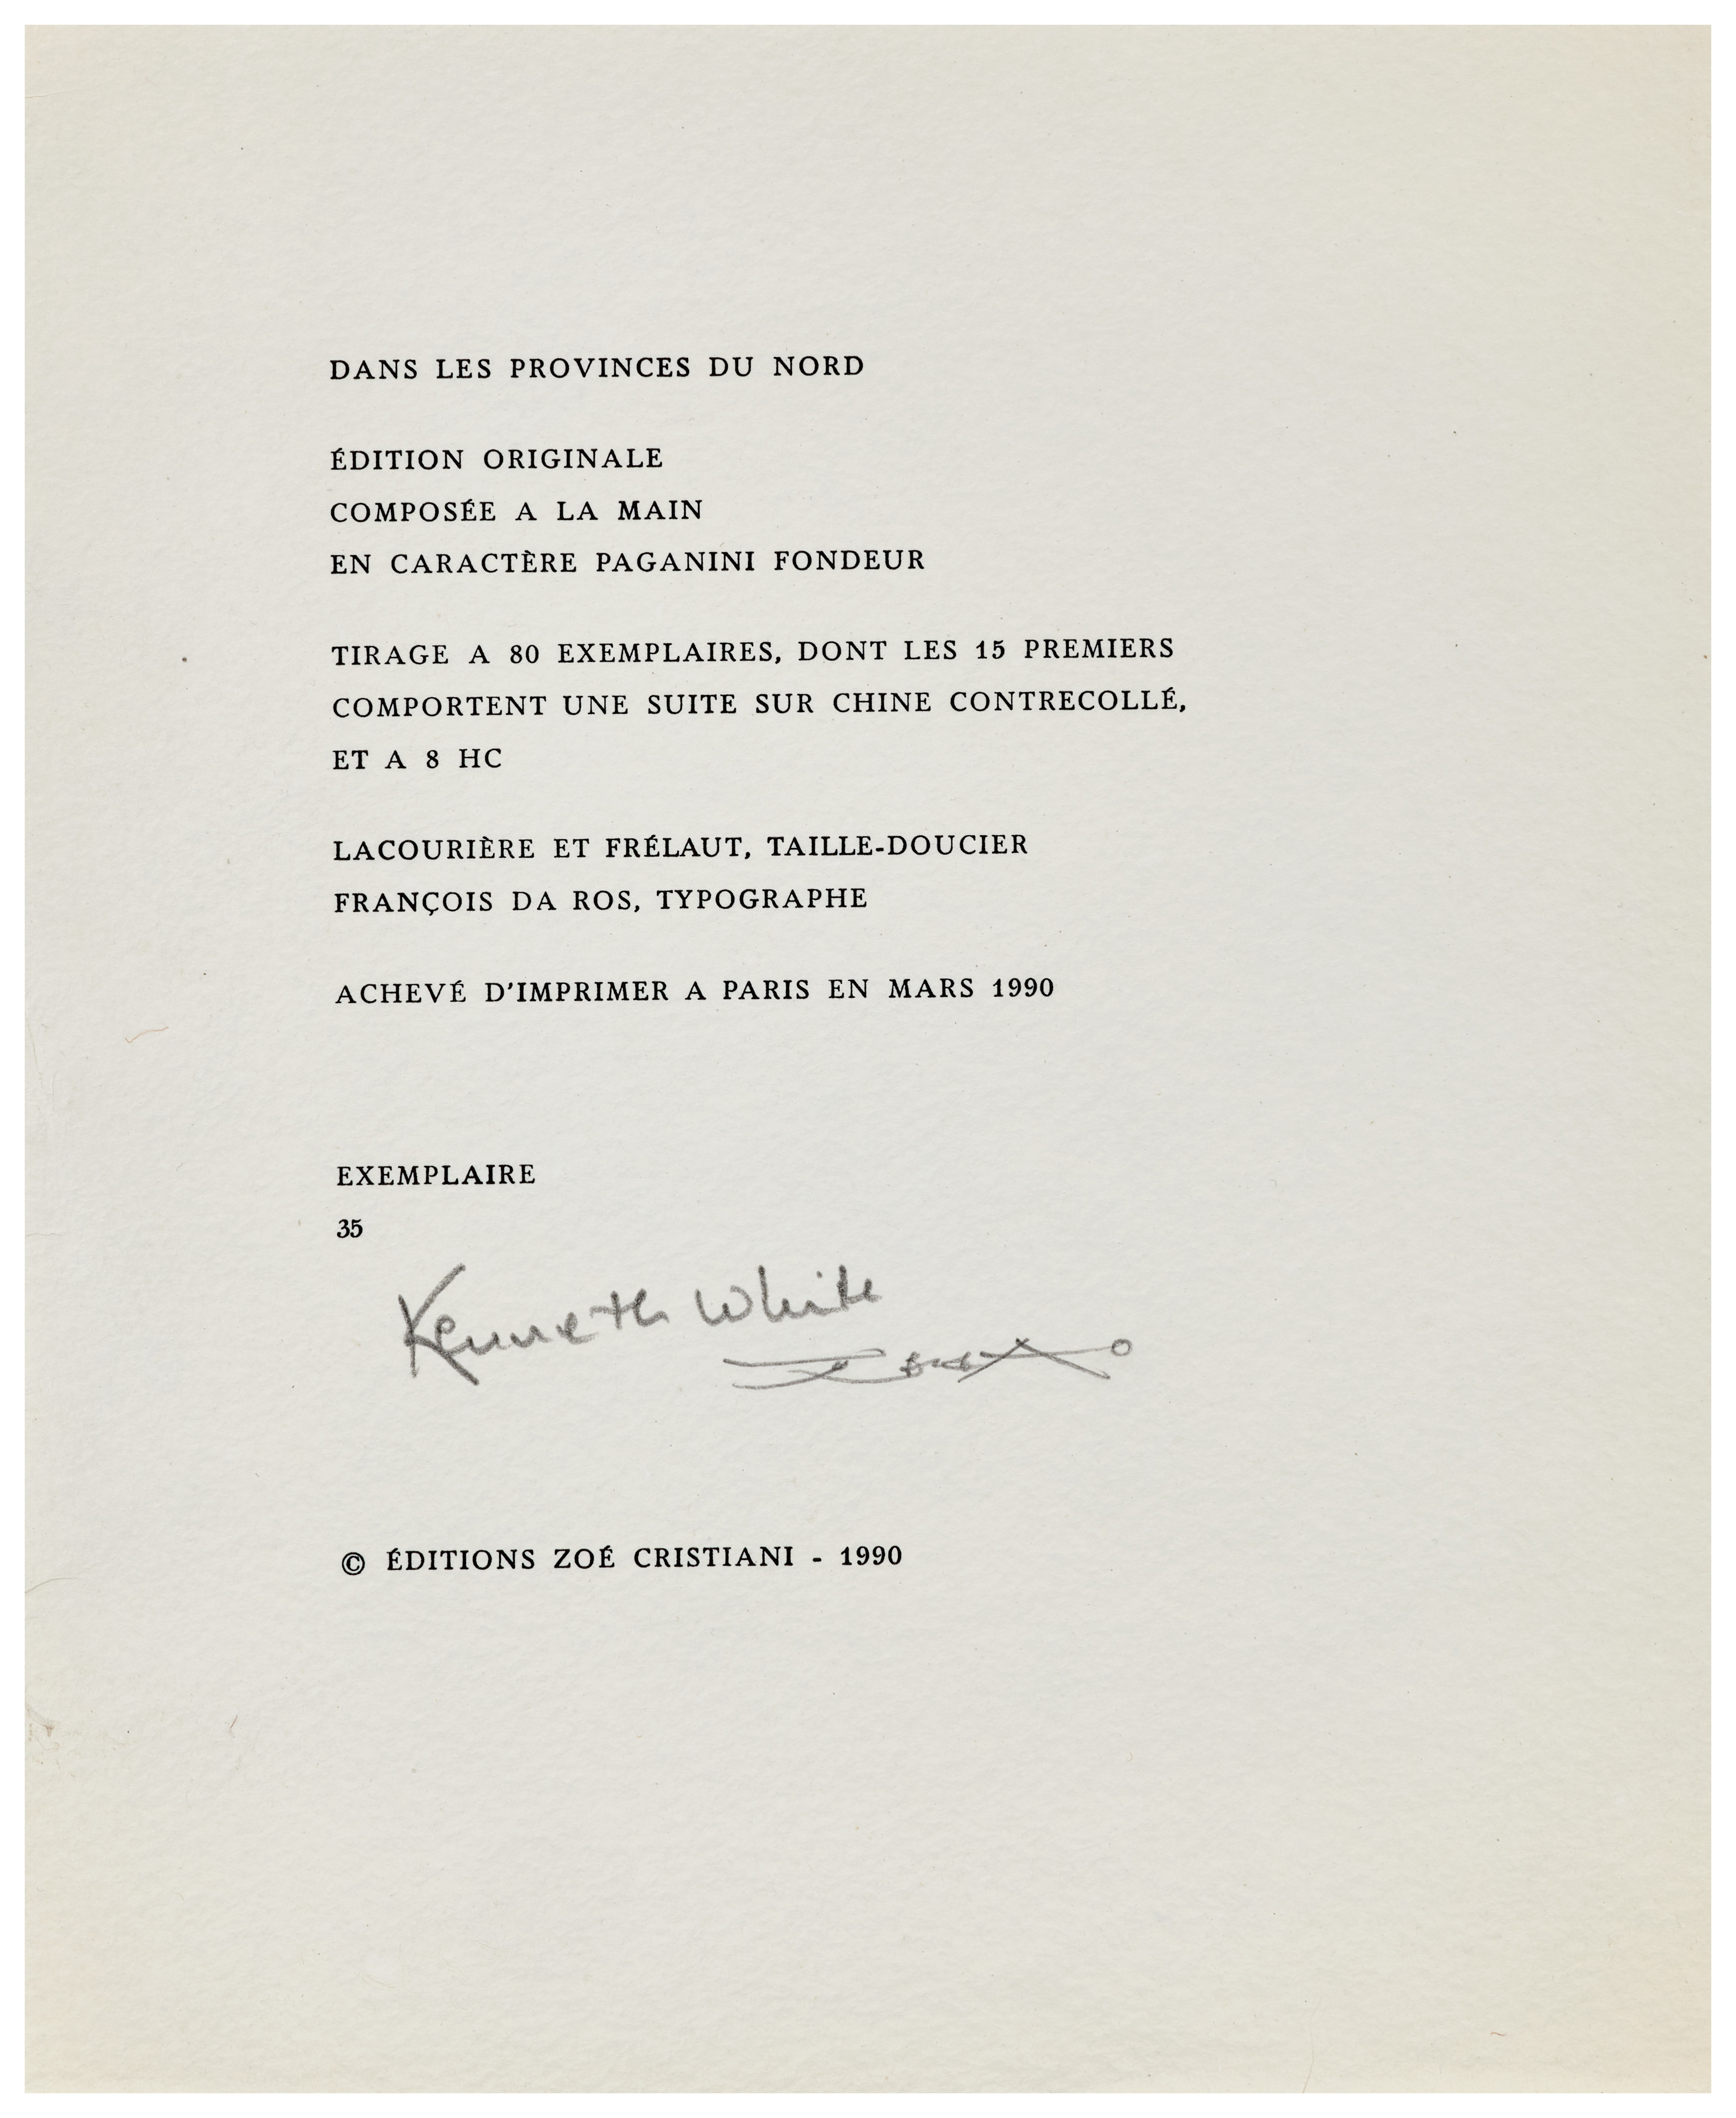 DANS LES PROVINCES DU NORD
ÉDITION ORIGINALE
COMPOSÉE A LA MAIN
EN CARACTÈRE PAGANINI FONDEUR
TIRAGE A 80 EXEMPLAIRES, DONT LES 15 PREMIERS
COMPORTENT UNE SUITE SUR CHINE CONTRECOLLÉ,
ET A 8 HC
LACOURIÈRE ET FRÉLAUT, TAILLE-DOUCIER
FRANÇOIS DA ROS, TYPOGRAPHE
ACHEVÉ D'IMPRIMER A PARIS EN MARS 1990
EXEMPLAIRE
35
Kenneth White
© ÉDITIONS ZOÉ CRISTIANI - 1990